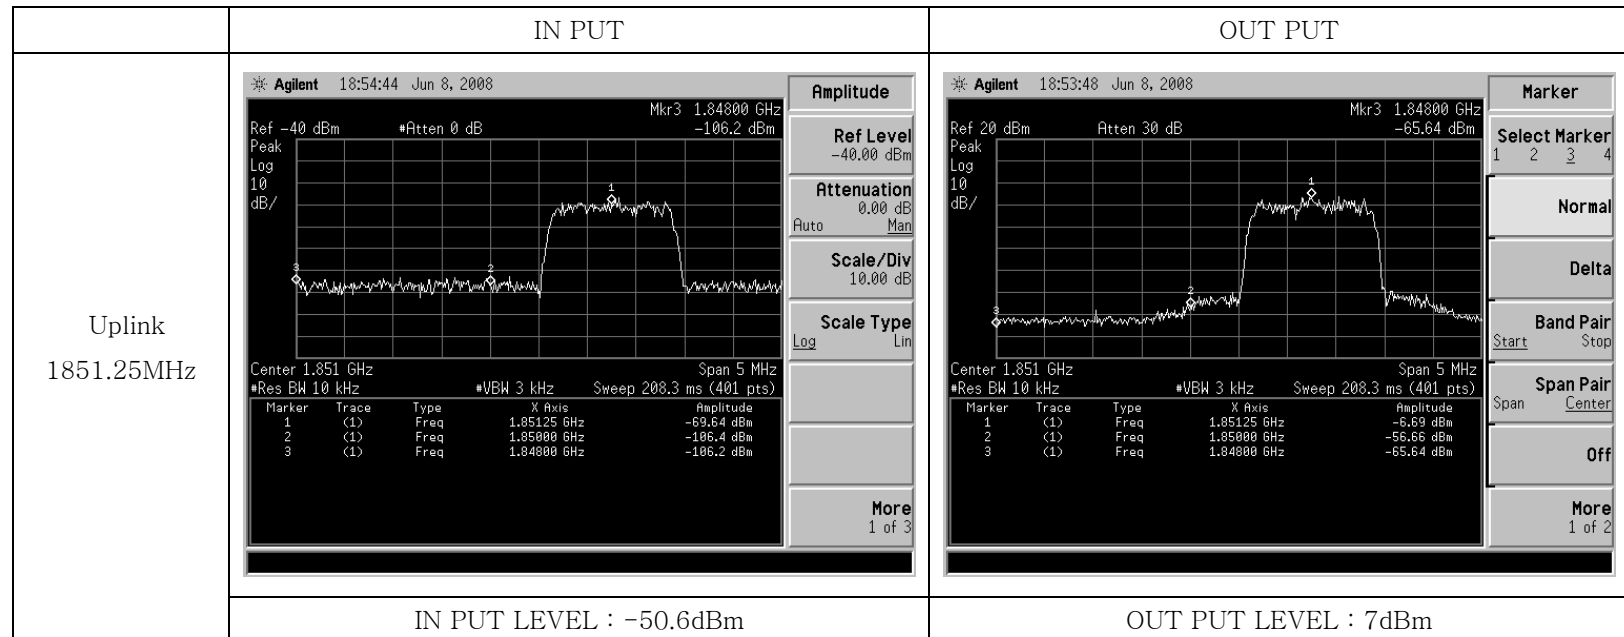 IN PUT
OUT PUT
Uplink
1851.25MHz
Agilent 18:54:44 Jun 8, 2008
Mkr3 1.84800 GHz
Ref -40 dBm #Atten 0 dB -106.2 dBm
Peak
Log
10
dB/
1
2
3
Center 1.851 GHz Span 5 MHz
#Res BW 10 kHz #VBW 3 kHz Sweep 208.3 ms (401 pts)
Marker Trace Type X Axis Amplitude
1 (1) Freq 1.85125 GHz -69.64 dBm
2 (1) Freq 1.85000 GHz -106.4 dBm
3 (1) Freq 1.84800 GHz -106.2 dBm
Amplitude
Ref Level
-40.00 dBm
Attenuation
0.00 dB
Auto Man
Scale/Div
10.00 dB
Scale Type
Log Lin
More
1 of 3
Agilent 18:53:48 Jun 8, 2008
Mkr3 1.84800 GHz
Ref 20 dBm Atten 30 dB -65.64 dBm
Peak
Log
10
dB/
1
2
3
Center 1.851 GHz Span 5 MHz
#Res BW 10 kHz #VBW 3 kHz Sweep 208.3 ms (401 pts)
Marker Trace Type X Axis Amplitude
1 (1) Freq 1.85125 GHz -6.69 dBm
2 (1) Freq 1.85000 GHz -56.66 dBm
3 (1) Freq 1.84800 GHz -65.64 dBm
Marker
Select Marker
1 2 3 4
Normal
Delta
Band Pair
Start Stop
Span Pair
Span Center
Off
More
1 of 2
IN PUT LEVEL : -50.6dBm
OUT PUT LEVEL : 7dBm